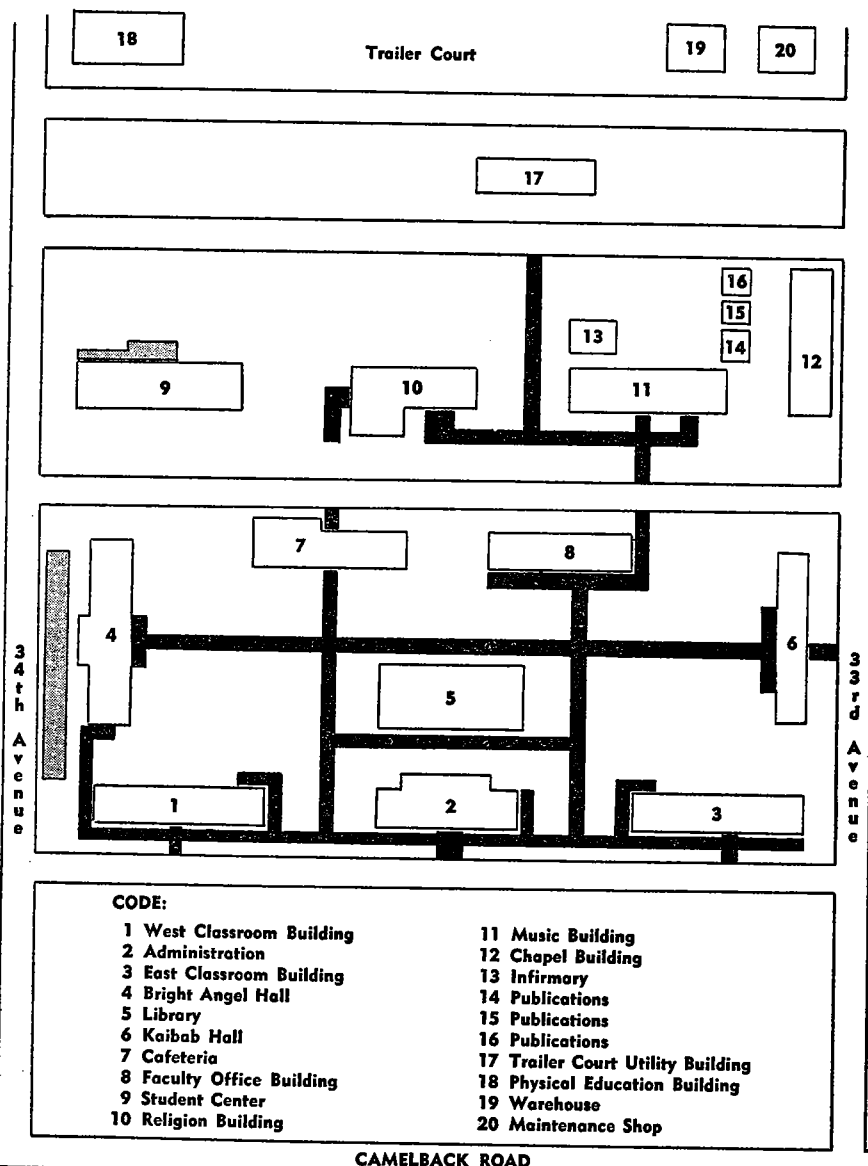 18
Trailer Court
19
20
17
16
15
14
13
12
9
10
11
7
8
4
6
5
34th Avenue
33rd Avenue
1
2
3
CODE:
1 West Classroom Building
2 Administration
3 East Classroom Building
4 Bright Angel Hall
5 Library
6 Kaibab Hall
7 Cafeteria
8 Faculty Office Building
9 Student Center
10 Religion Building
11 Music Building
12 Chapel Building
13 Infirmary
14 Publications
15 Publications
16 Publications
17 Trailer Court Utility Building
18 Physical Education Building
19 Warehouse
20 Maintenance Shop
CAMELBACK ROAD